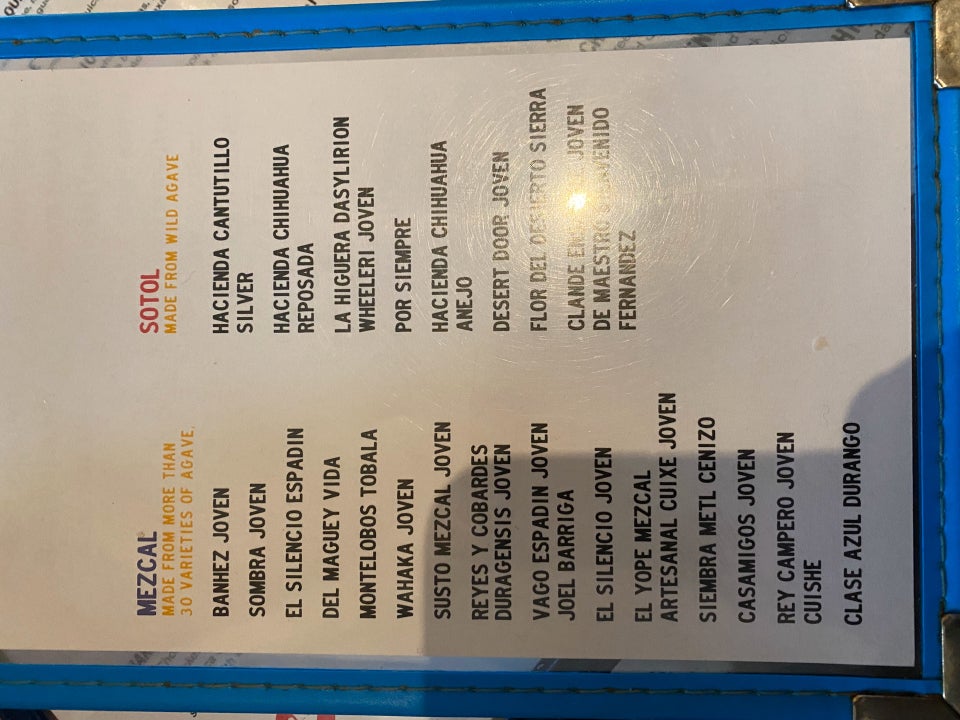 MEZCAL
MADE FROM MORE THAN
30 VARIETIES OF AGAVE.
BANHEZ JOVEN
SOMBRA JOVEN
EL SILENCIO ESPADIN
DEL MAGUEY VIDA
MONTELOBOS TOBALA
WAHAKA JOVEN
SUSTO MEZCAL JOVEN
REYES Y COBARDES
DURAGENSIS JOVEN
VAGO ESPADIN JOVEN
JOEL BARRIGA
EL SILENCIO JOVEN
EL YOPE MEZCAL
ARTESANAL CUIXE JOVEN
SIEMBRA METL CENIZO
CASAMIGOS JOVEN
REY CAMPERO JOVEN
CUISHE
CLASE AZUL DURANGO
SOTOL
MADE FROM WILD AGAVE
HACIENDA CANTUTILLO
SILVER
HACIENDA CHIHUAHUA
REPOSADA
LA HIGUERA DASYLIRION
WHEELERI JOVEN
POR SIEMPRE
HACIENDA CHIHUAHUA
ANEJO
DESERT DOOR JOVEN
FLOR DEL DESIERTO SIERRA
CLANDE JOVEN
DE MAESTRO
FERNANDEZ